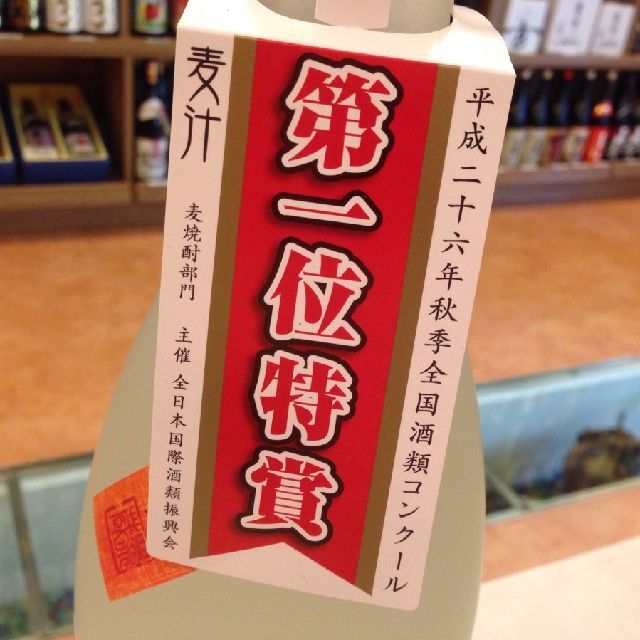 平成二十六年秋季全国酒類コンクール
第一位特賞
麦汁
麦焼酎部門 主催 全日本国際酒類振興会